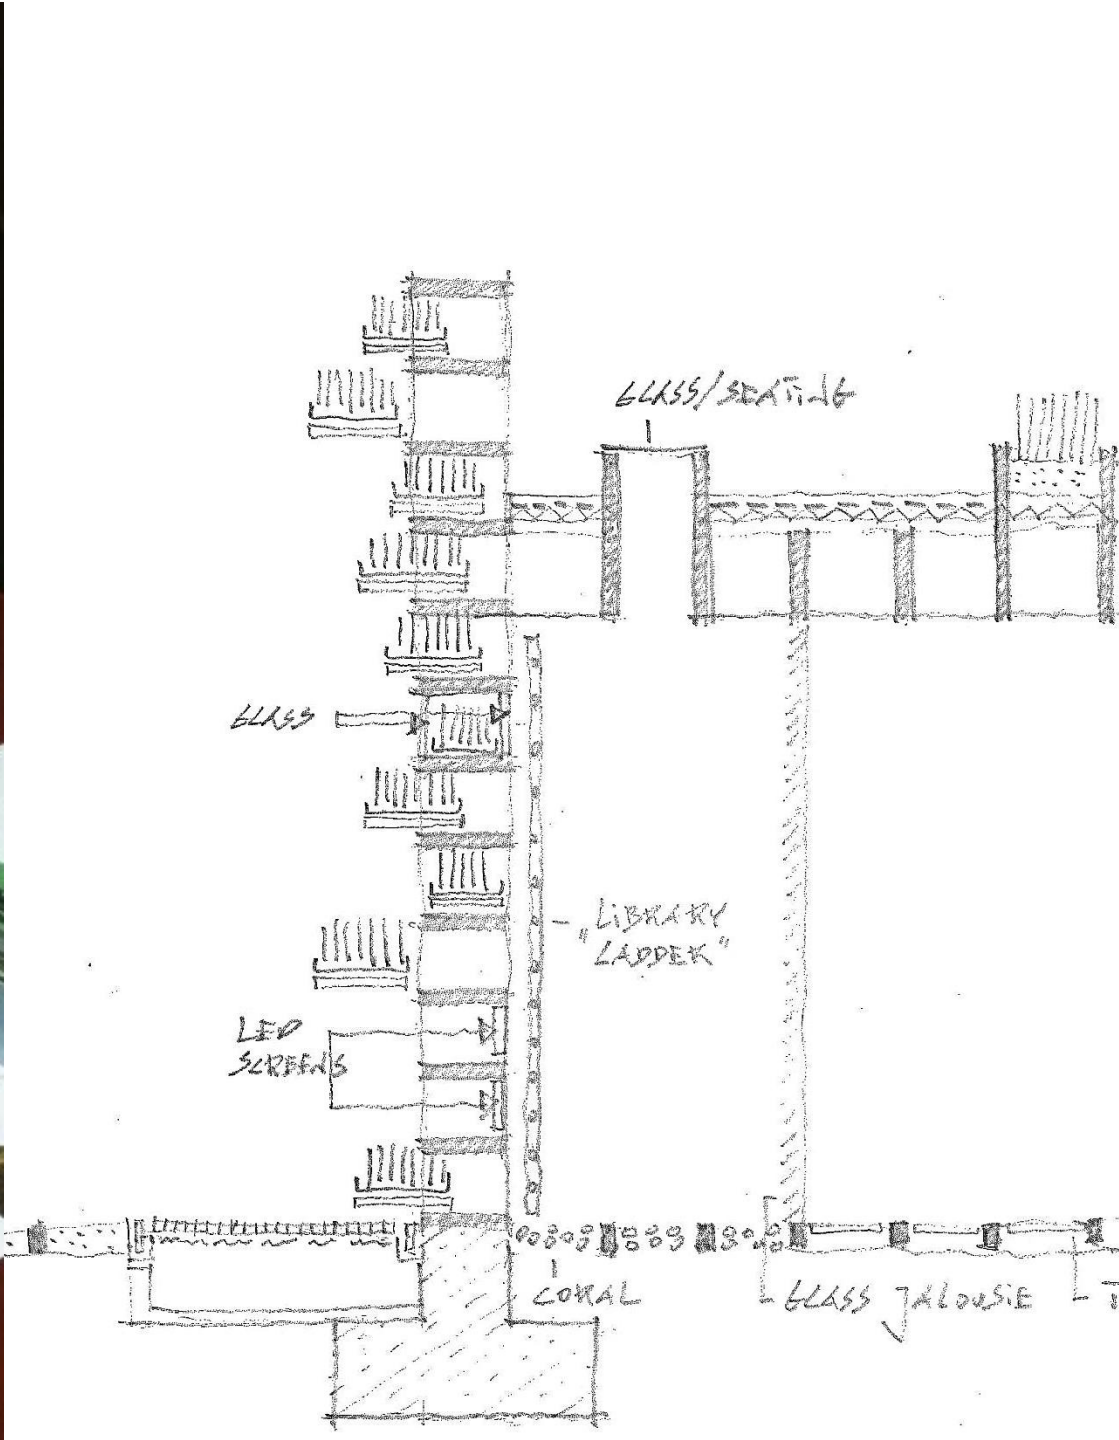 GLASS/SEATING
GLASS
"LIBRARY
LADDER"
LED
SCREENS
CORAL
GLASS JALOUSIE